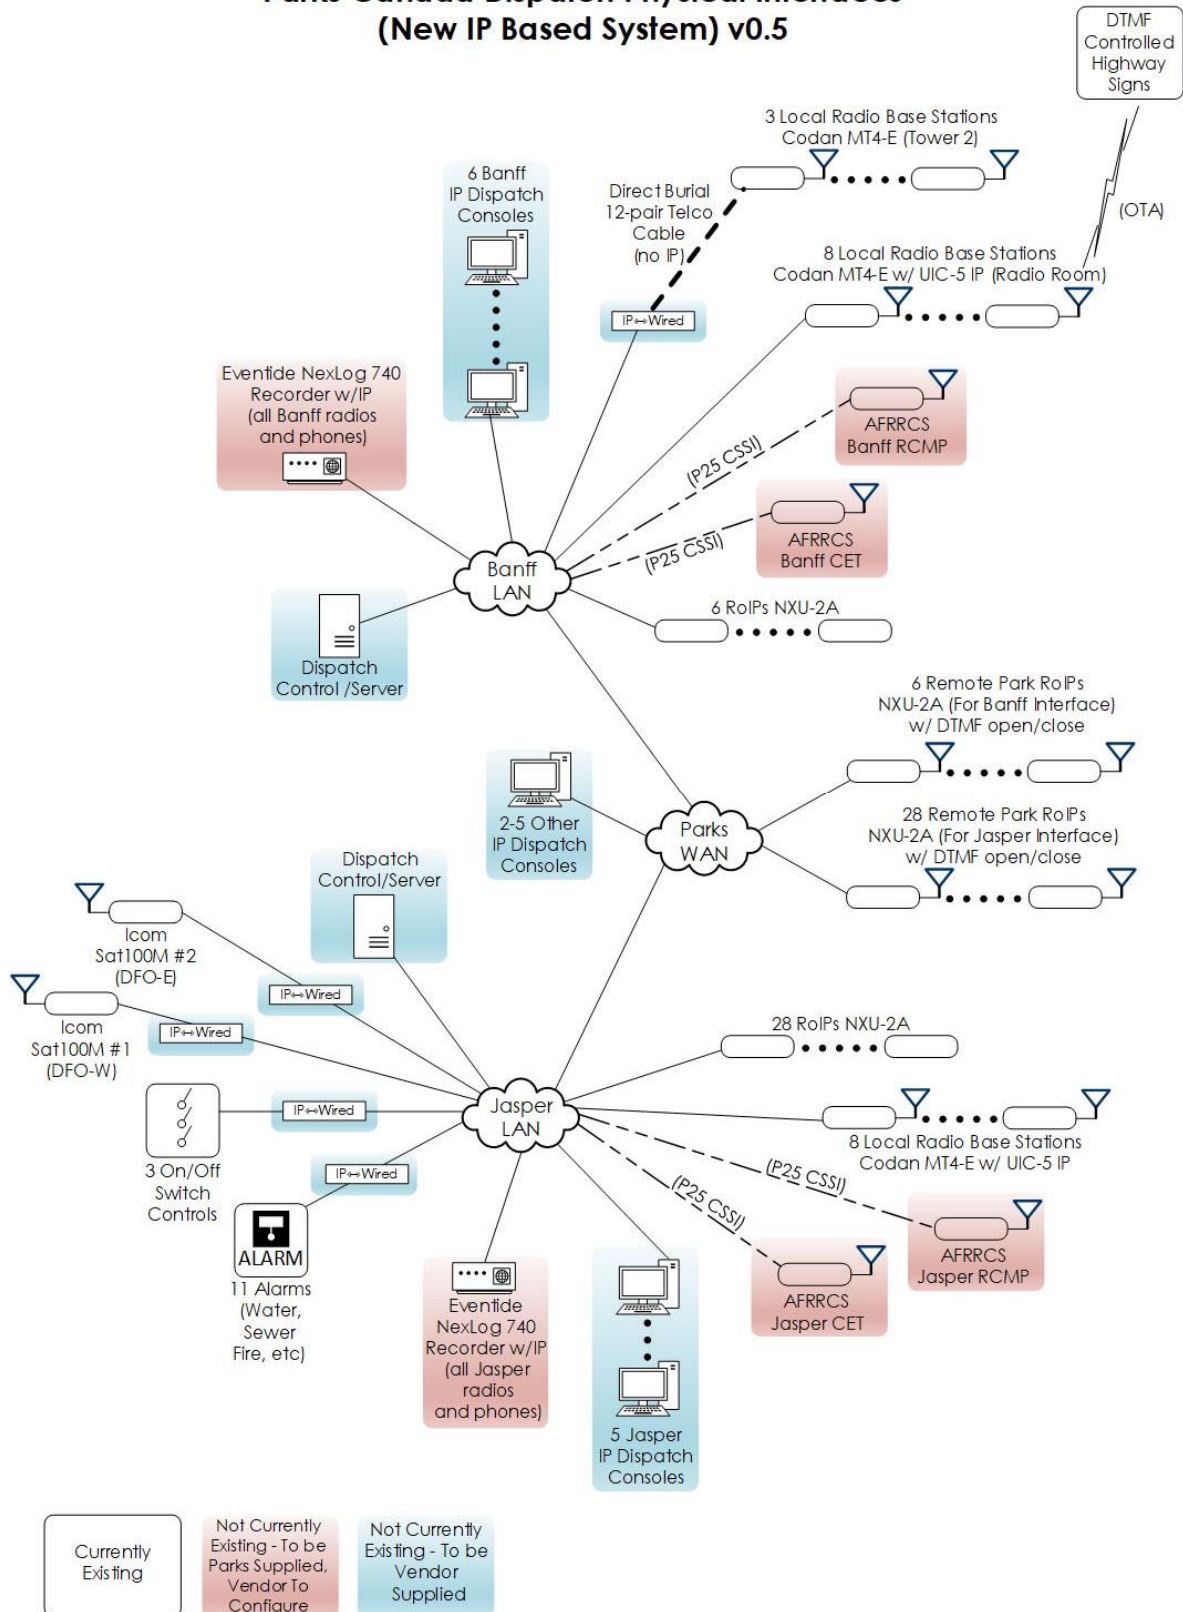 Parks Canada Dispatch Physical Interfaces
(New IP Based System) v0.5
DTMF
Controlled
Highway
Signs
(OTA)
3 Local Radio Base Stations
Codan MT4-E (Tower 2)
6 Banff
IP Dispatch
Consoles
Direct Burial
12-pair Telco
Cable
(no IP)
8 Local Radio Base Stations
Codan MT4-E w/ UIC-5 IP (Radio Room)
IP↔Wired
Eventide NexLog 740
Recorder w/IP
(all Banff radios
and phones)
(P25 CSSI)
AFRRCS
Banff RCMP
(P25 CSSI)
AFRRCS
Banff CET
Banff
LAN
6 RoIPs NXU-2A
Dispatch
Control /Server
6 Remote Park RoIPs
NXU-2A (For Banff Interface)
w/ DTMF open/close
2-5 Other
IP Dispatch
Consoles
Parks
WAN
28 Remote Park RoIPs
NXU-2A (For Jasper Interface)
w/ DTMF open/close
Dispatch
Control/Server
Icom
Sat100M #2
(DFO-E)
IP↔Wired
Icom
Sat100M #1
(DFO-W)
IP↔Wired
28 RoIPs NXU-2A
3 On/Off
Switch
Controls
IP↔Wired
Jasper
LAN
8 Local Radio Base Stations
Codan MT4-E w/ UIC-5 IP
IP↔Wired
ALARM
11 Alarms
(Water,
Sewer
Fire, etc)
(P25 CSSI)
AFRRCS
Jasper RCMP
(P25 CSSI)
AFRRCS
Jasper CET
Eventide
NexLog 740
Recorder w/IP
(all Jasper
radios
and phones)
5 Jasper
IP Dispatch
Consoles
Currently
Existing
Not Currently
Existing - To be
Parks Supplied,
Vendor To
Configure
Not Currently
Existing - To be
Vendor
Supplied